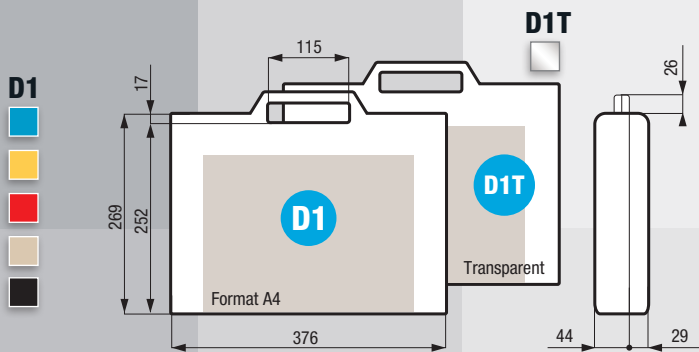 D1T
115
26
17
D1
D1T
D1
269
252
Transparent
Format A4
376
44
29